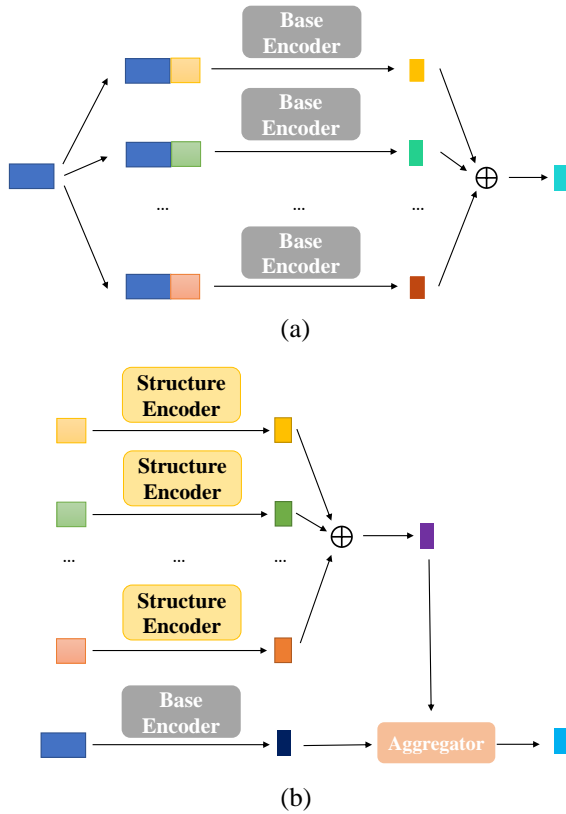 Base
Encoder
Base
Encoder
... ... ...
Base
Encoder
(a)
Structure
Encoder
Structure
Encoder
... ... ...
Structure
Encoder
Base
Encoder
Aggregator
(b)